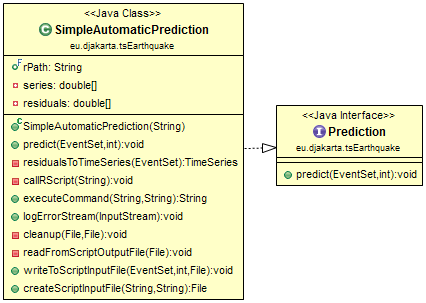 <<Java Class>>
C SimpleAutomaticPrediction
eu.djakarta.tsEarthquake
F rPath: String
series: double[]
residuals: double[]
C SimpleAutomaticPrediction(String)
predict(EventSet,int):void
residualsToTimeSeries(EventSet):TimeSeries
callRScript(String):void
executeCommand(String,String):String
logErrorStream(InputStream):void
cleanup(File,File):void
readFromScriptOutputFile(File):void
writeToScriptInputFile(EventSet,int,File):void
createScriptInputFile(String,String):File
<<Java Interface>>
I Prediction
eu.djakarta.tsEarthquake
predict(EventSet,int):void